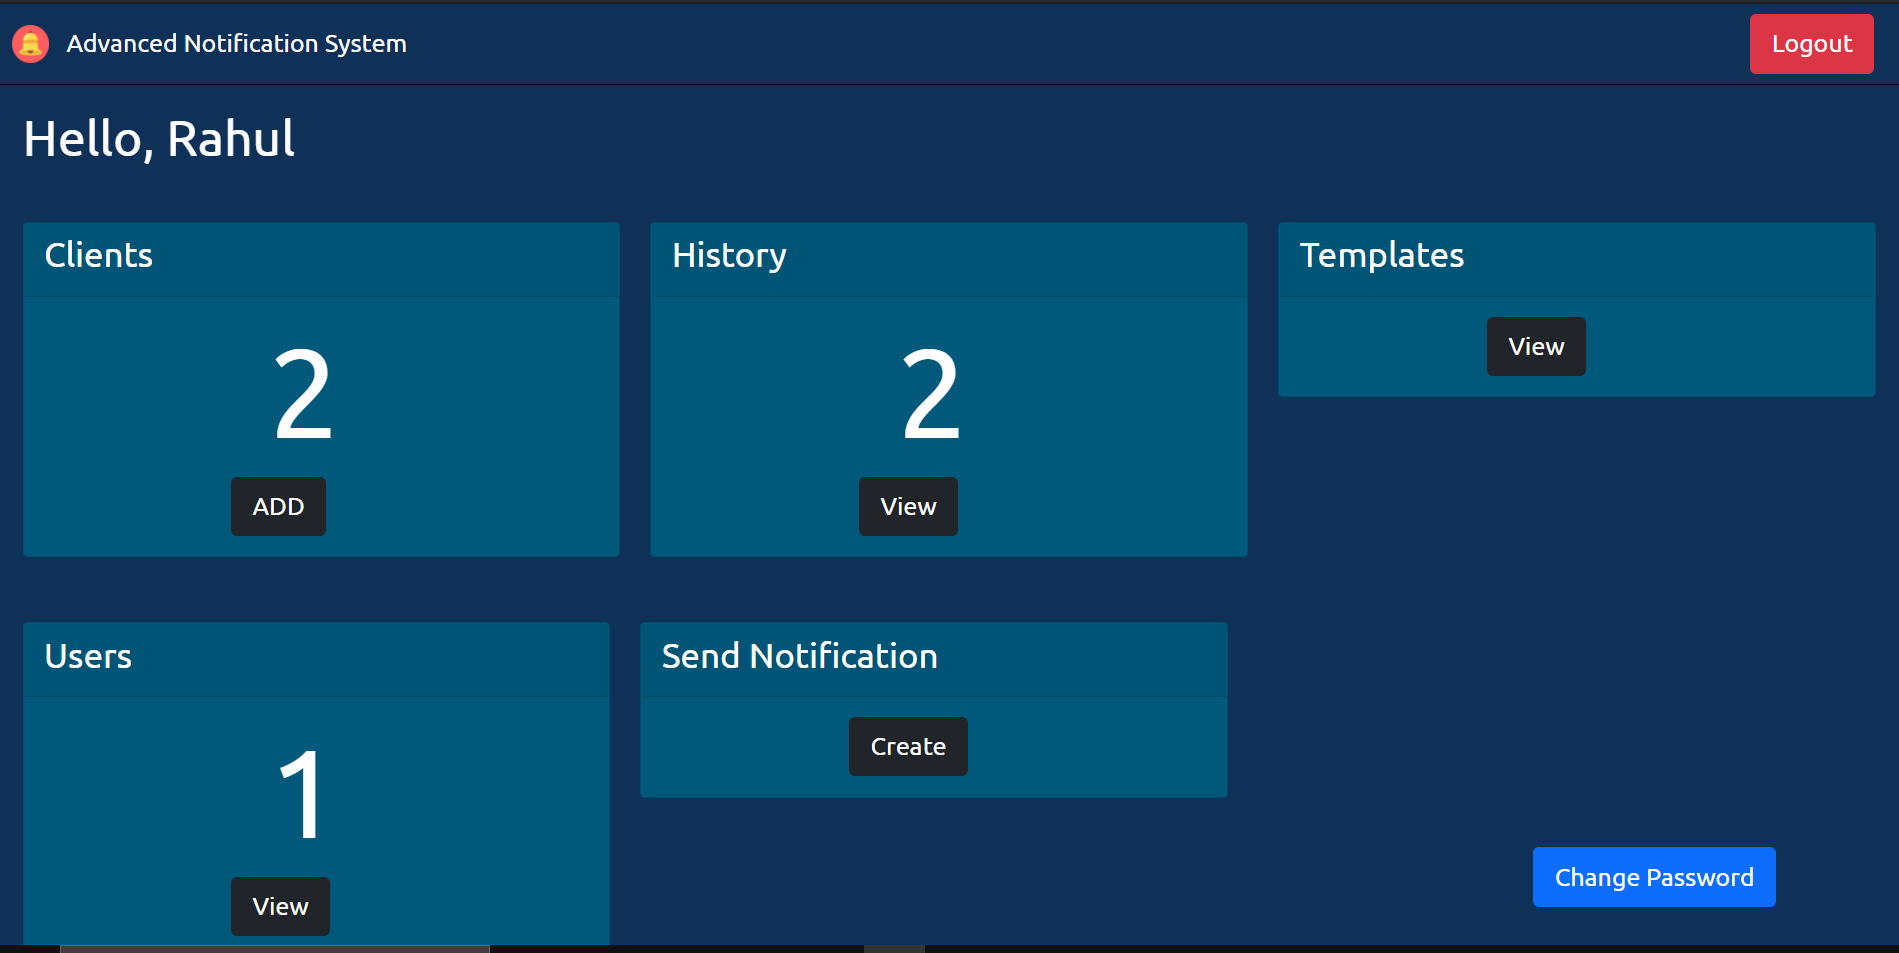 Advanced Notification System
Logout
Hello, Rahul
Clients
2
ADD
History
2
View
Templates
View
Users
1
View
Send Notification
Create
Change Password